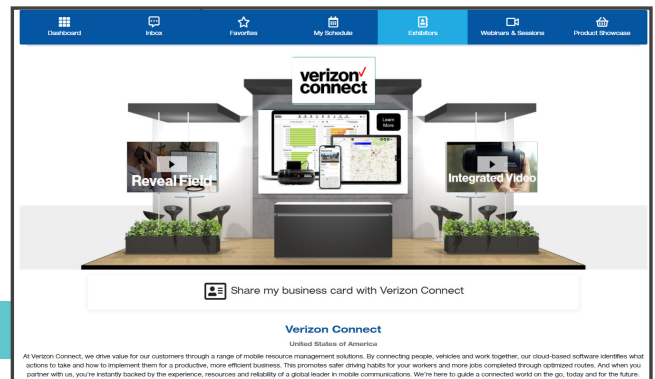 Dashboard
Inbox
Favorites
My Schedule
Exhibitors
Webinars & Sessions
Product Showcase
verizon
connect
Learn
More
Reveal Field
Integrated Video
Share my business card with Verizon Connect
Verizon Connect
United States of America
At Verizon Connect, we drive value for our customers through a range of mobile resource management solutions. By connecting people, vehicles and work together, our cloud-based software identifies what
actions to take and how to implement them for a productive, more efficient business. This promotes safer driving habits for your workers and more jobs completed through optimized routes. And when you
partner with us, you're instantly backed by the experience, resources and reliability of a global leader in mobile communications. We're here to guide a connected world on the go, today and for the future.